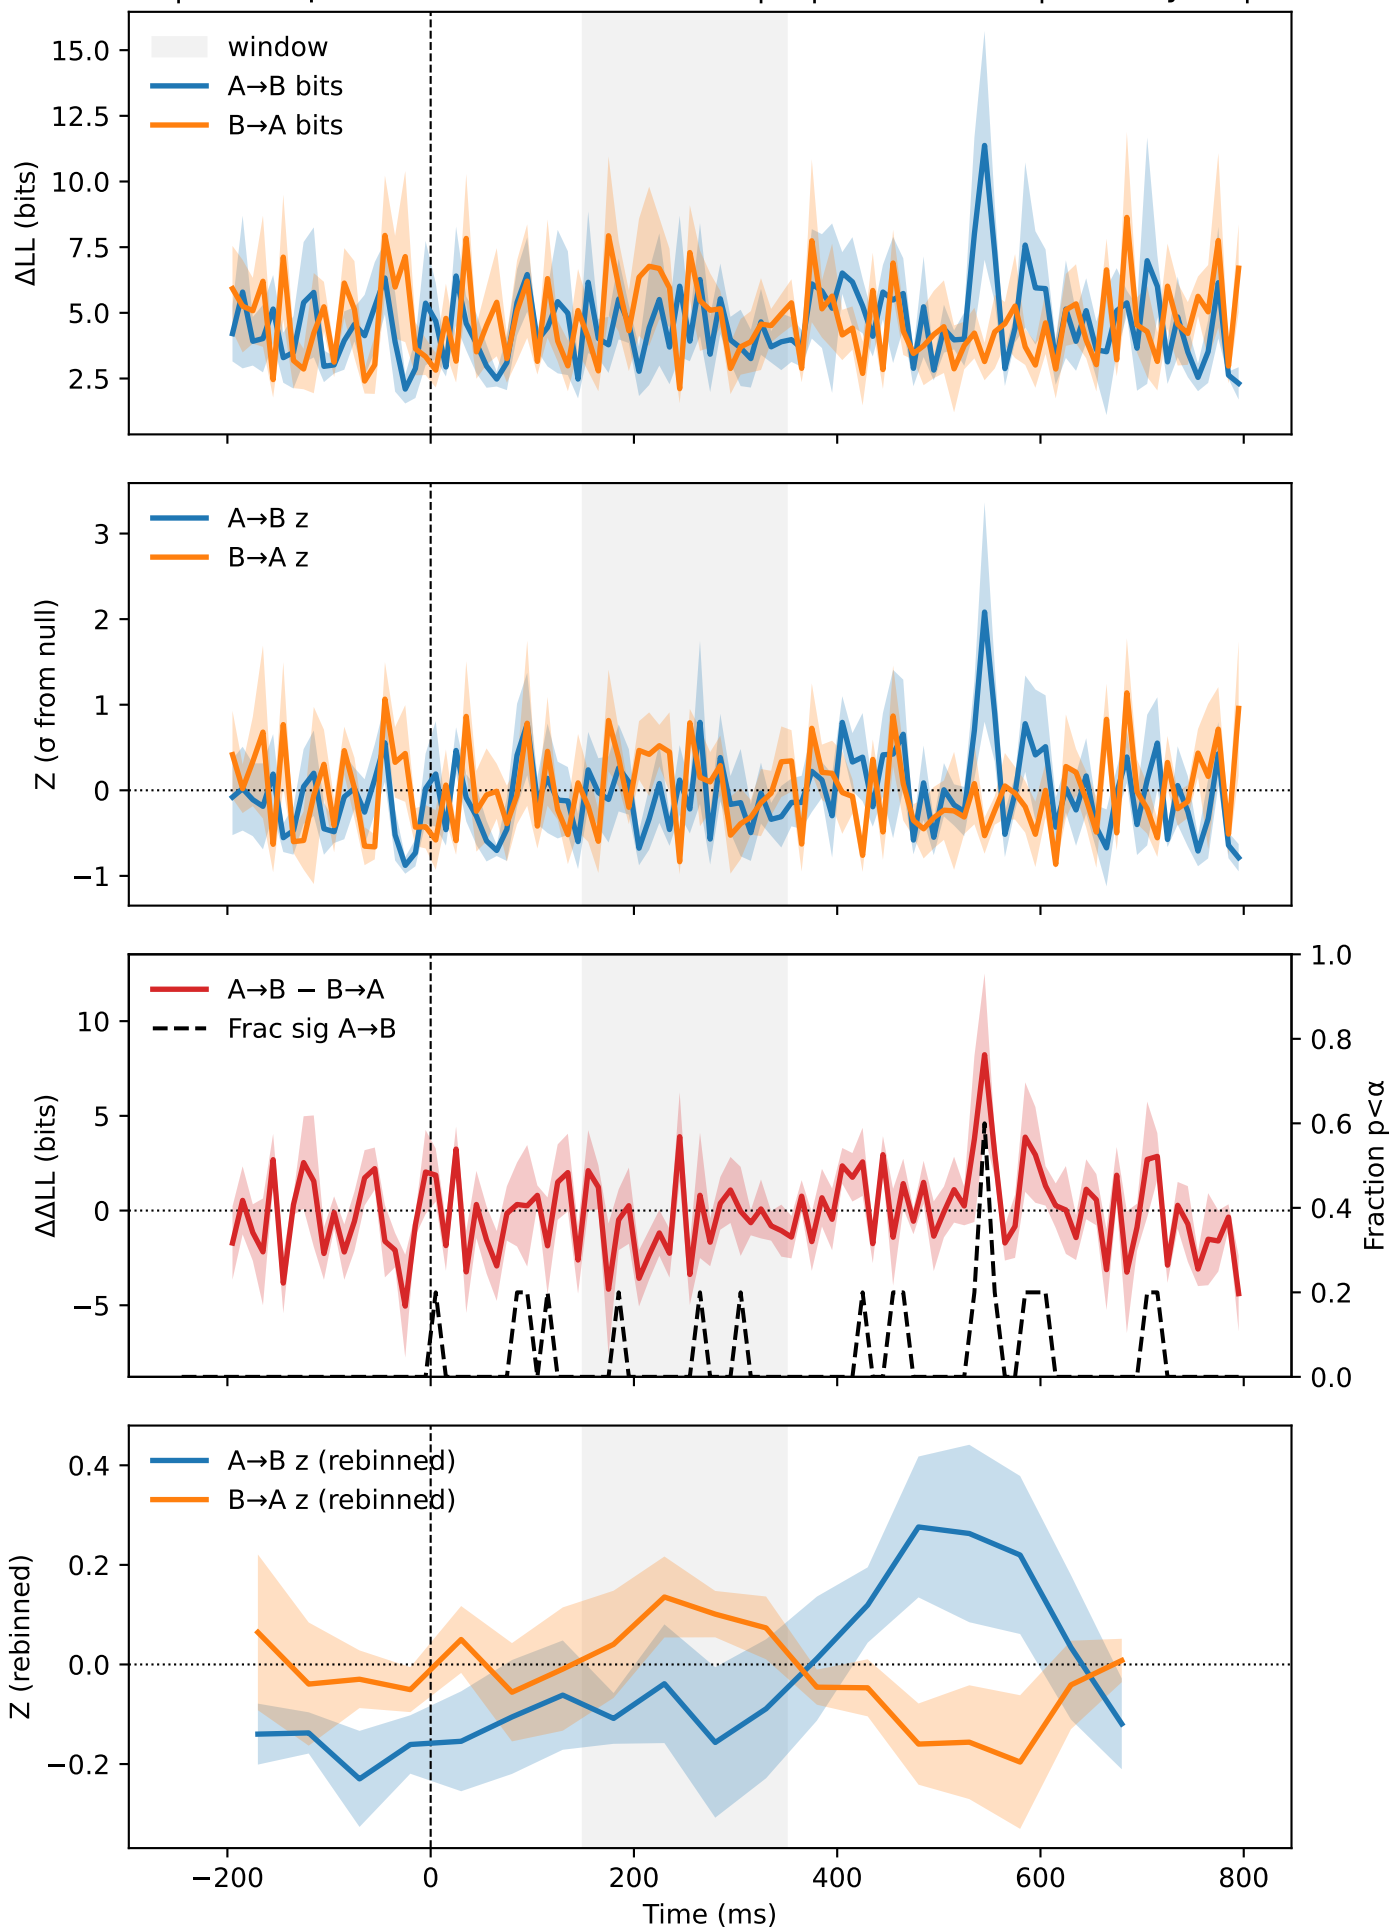 15.0
12.5
10.0
7.5
5.0
2.5
ΔLL (bits)
window
A→B bits
B→A bits
3
2
1
0
−1
Z (σ from null)
A→B z
B→A z
10
5
0
−5
ΔΔLL (bits)
A→B − B→A
Frac sig A→B
1.0
0.8
0.6
0.4
0.2
0.0
Fraction p<α
0.4
0.2
0.0
−0.2
Z (rebinned)
A→B z (rebinned)
B→A z (rebinned)
−200 0 200 400 600 800
Time (ms)